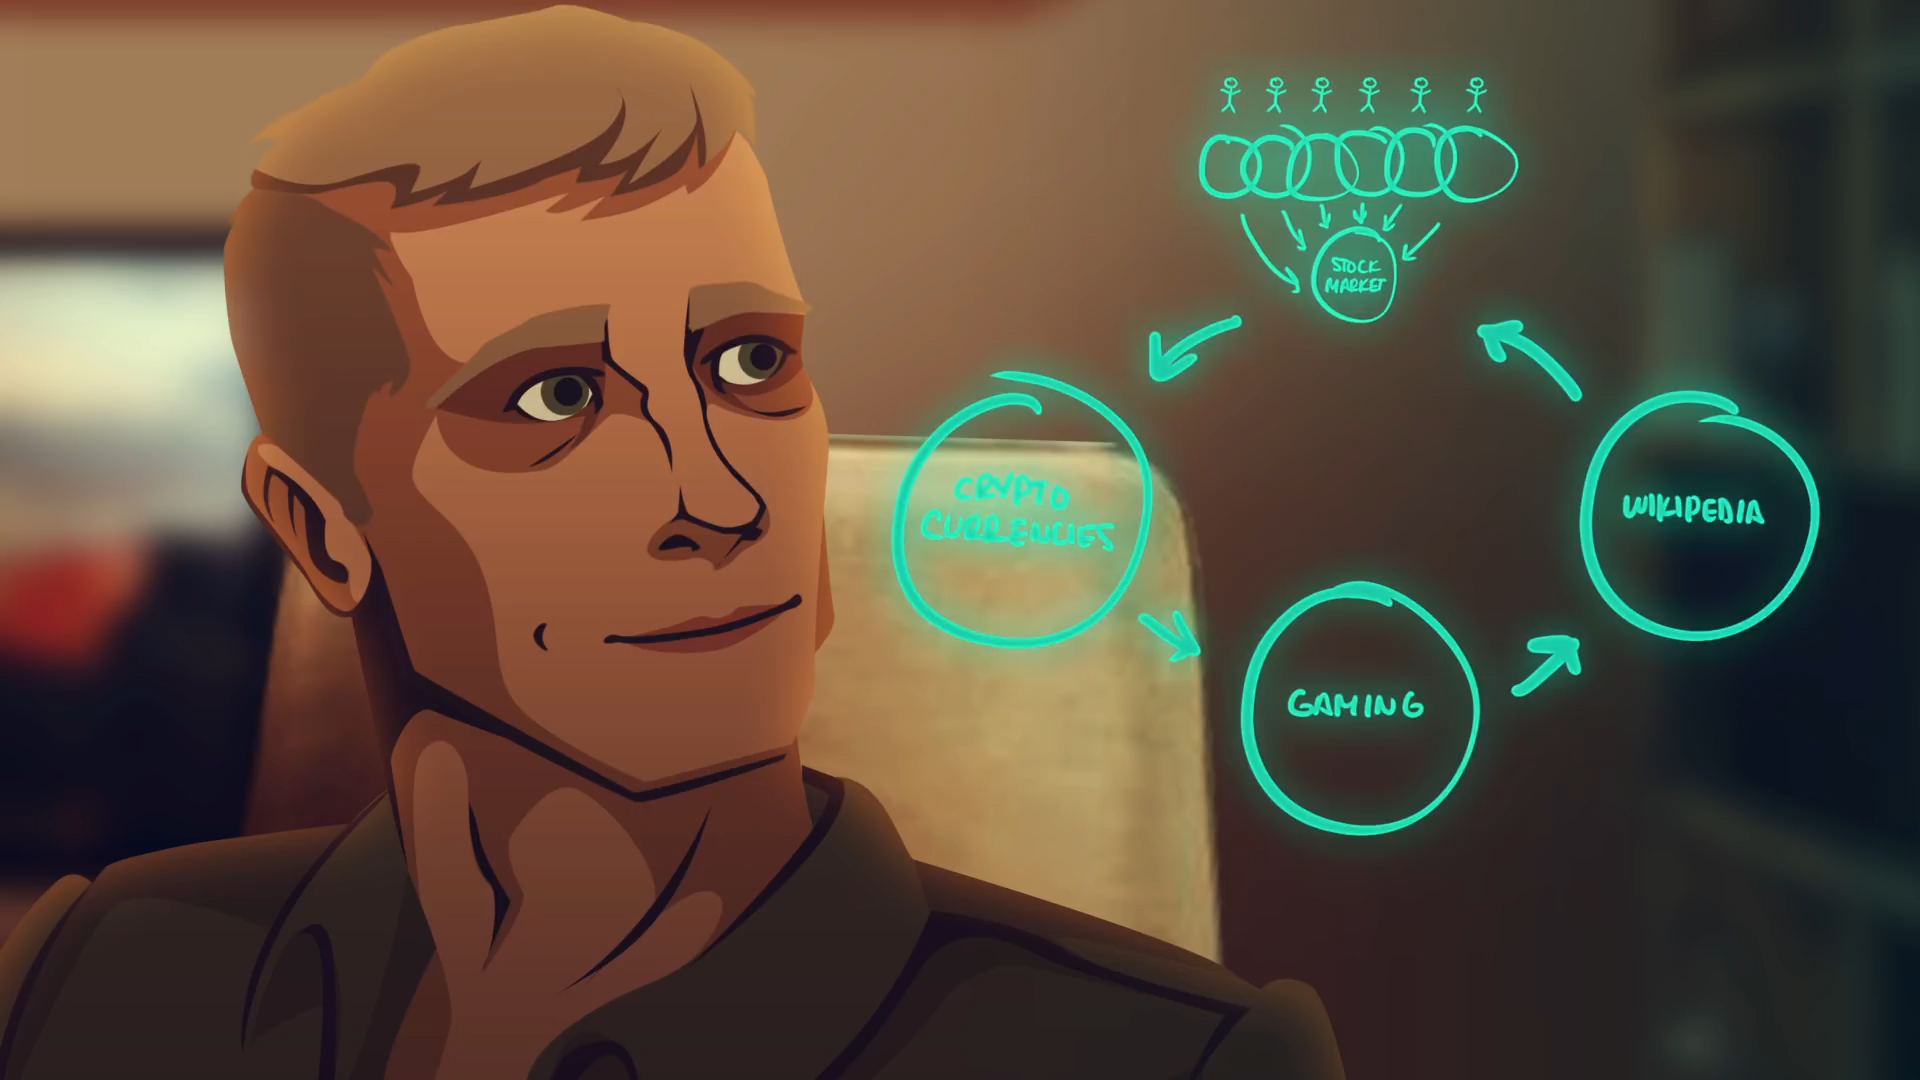 STOCK
MARKET
CRYPTO
CURRENCIES
WIKIPEDIA
GAMING